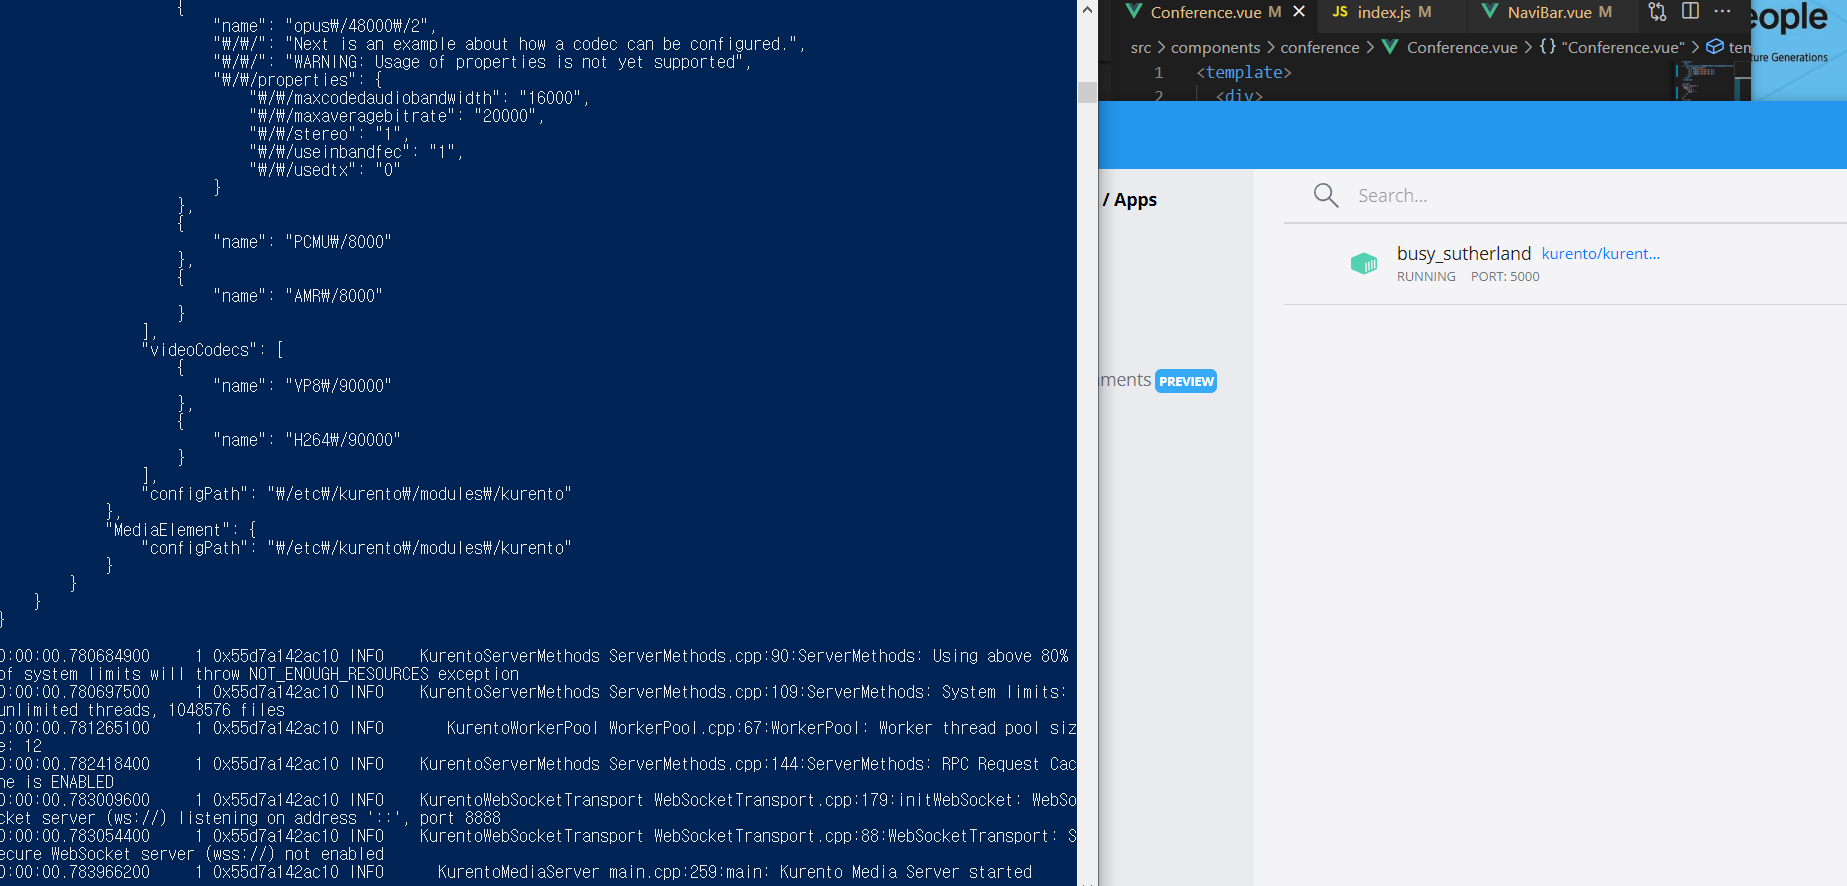 {
"name": "opus₩/48000₩/2",
"₩/₩/": "Next is an example about how a codec can be configured.",
"₩/₩/": "WARNING: Usage of properties is not yet supported",
"₩/₩/properties": {
"₩/₩/maxcodedaudiobandwidth": "16000",
"₩/₩/maxaveragebitrate": "20000",
"₩/₩/stereo": "1",
"₩/₩/useinbandfec": "1",
"₩/₩/usedtx": "0"
}
},
{
"name": "PCMU₩/8000"
},
{
"name": "AMR₩/8000"
}
],
"videoCodecs": [
{
"name": "VP8₩/90000"
},
{
"name": "H264₩/90000"
}
],
"configPath": "₩/etc₩/kurento₩/modules₩/kurento"
},
"MediaElement": {
"configPath": "₩/etc₩/kurento₩/modules₩/kurento"
}
}
}
}
0:00:00.780684900 1 0x55d7a142ac10 INFO KurentoServerMethods ServerMethods.cpp:90:ServerMethods: Using above 80%
of system limits will throw NOT_ENOUGH_RESOURCES exception
0:00:00.780697500 1 0x55d7a142ac10 INFO KurentoServerMethods ServerMethods.cpp:109:ServerMethods: System limits:
unlimited threads, 1048576 files
0:00:00.781265100 1 0x55d7a142ac10 INFO KurentoWorkerPool WorkerPool.cpp:67:WorkerPool: Worker thread pool siz
e: 12
0:00:00.782418400 1 0x55d7a142ac10 INFO KurentoServerMethods ServerMethods.cpp:144:ServerMethods: RPC Request Cac
he is ENABLED
0:00:00.783009600 1 0x55d7a142ac10 INFO KurentoWebSocketTransport WebSocketTransport.cpp:179:initWebSocket: WebSo
cket server (ws://) listening on address '::', port 8888
0:00:00.783054400 1 0x55d7a142ac10 INFO KurentoWebSocketTransport WebSocketTransport.cpp:88:WebSocketTransport: S
ecure WebSocket server (wss://) not enabled
0:00:00.783966200 1 0x55d7a142ac10 INFO KurentoMediaServer main.cpp:259:main: Kurento Media Server started
Conference.vue M × JS index.js M NaviBar.vue M ···
src > components > conference > Conference.vue > {} "Conference.vue" > tem
1 <template>
2 <div>
eople
ture Generations
/ Apps
Search...
busy_sutherland kurento/kurent...
RUNNING PORT: 5000
ments PREVIEW